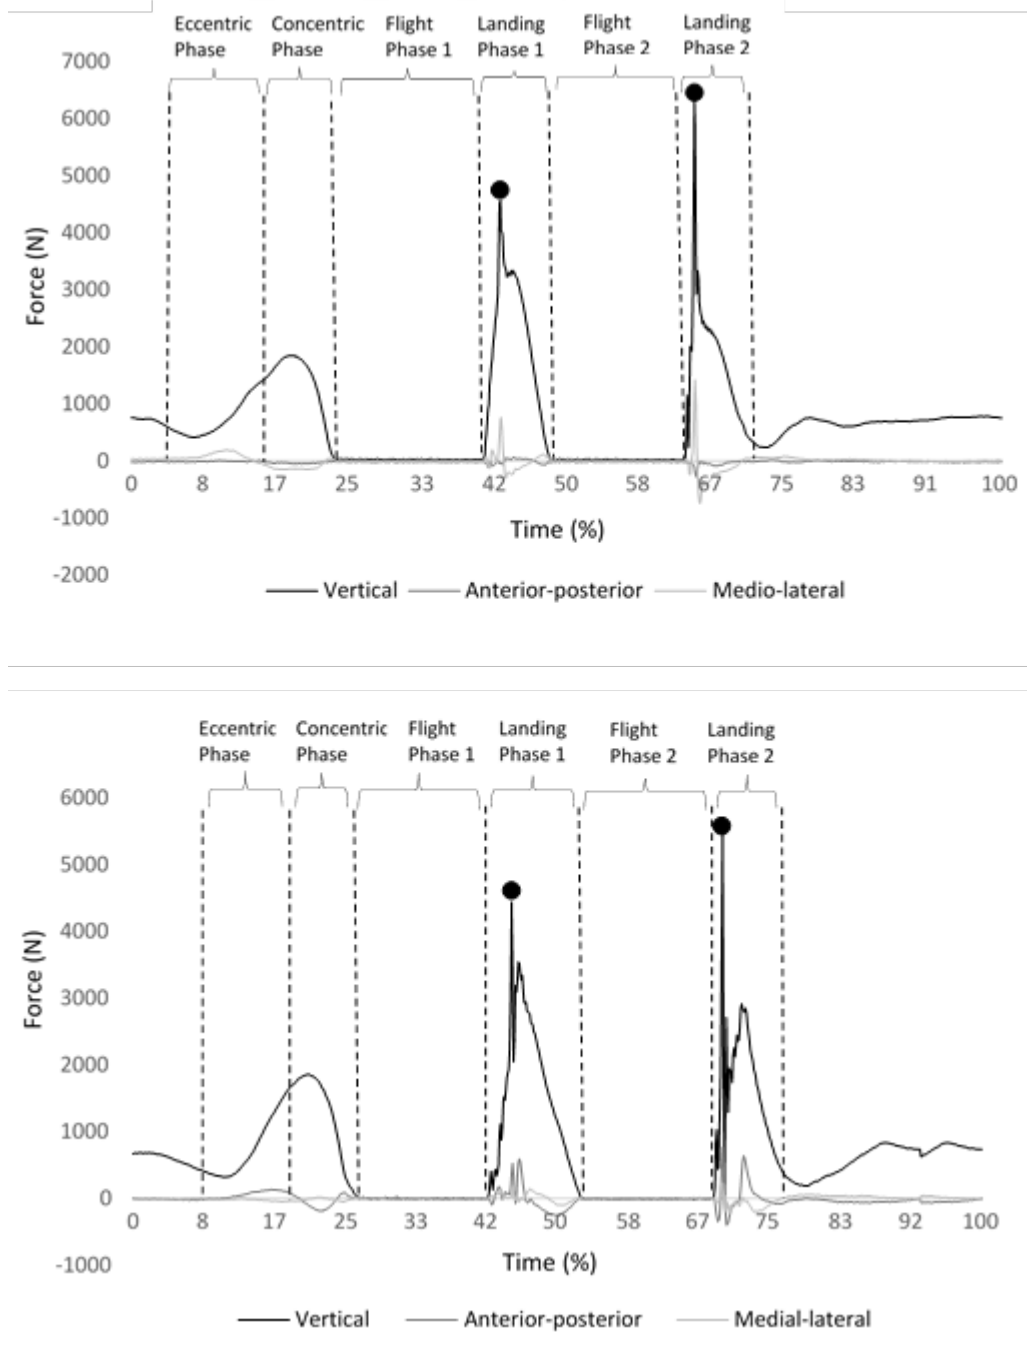 Eccentric Phase
Concentric Phase
Flight Phase 1
Landing Phase 1
Flight Phase 2
Landing Phase 2
7000
6000
5000
4000
3000
2000
1000
0
-1000
-2000
Force (N)
0 8 17 25 33 42 50 58 67 75 83 91 100
Time (%)
Vertical Anterior-posterior Medio-lateral
Eccentric Phase
Concentric Phase
Flight Phase 1
Landing Phase 1
Flight Phase 2
Landing Phase 2
6000
5000
4000
3000
2000
1000
0
-1000
Force (N)
0 8 17 25 33 42 50 58 67 75 83 92 100
Time (%)
Vertical Anterior-posterior Medial-lateral